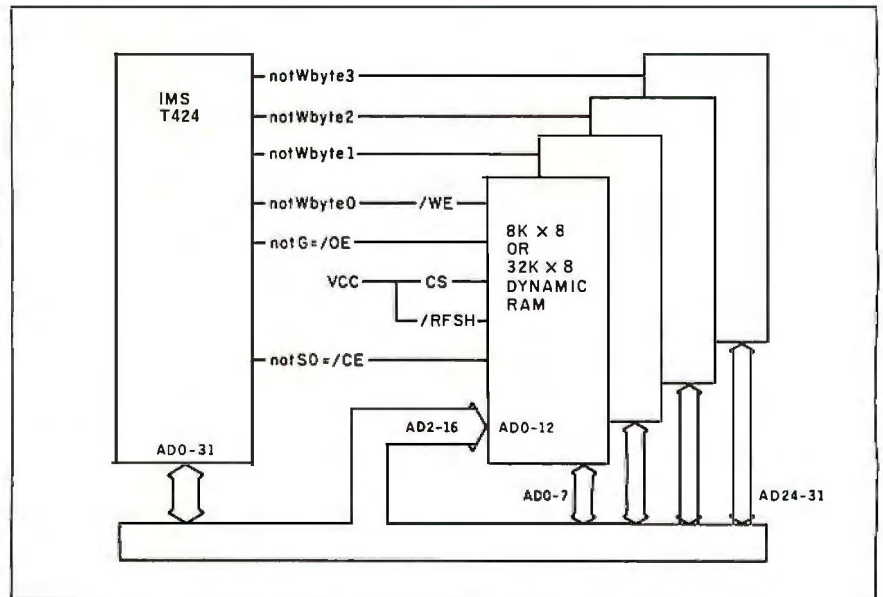 IMS
T424
notWbyte3
notWbyte2
notWbyte1
notWbyte0
/WE
notG=/OE
VCC
CS
/RFSH
notS0=/CE
8K × 8
OR
32K × 8
DYNAMIC
RAM
AD0-31
AD2-16
AD0-12
AD0-7
AD24-31